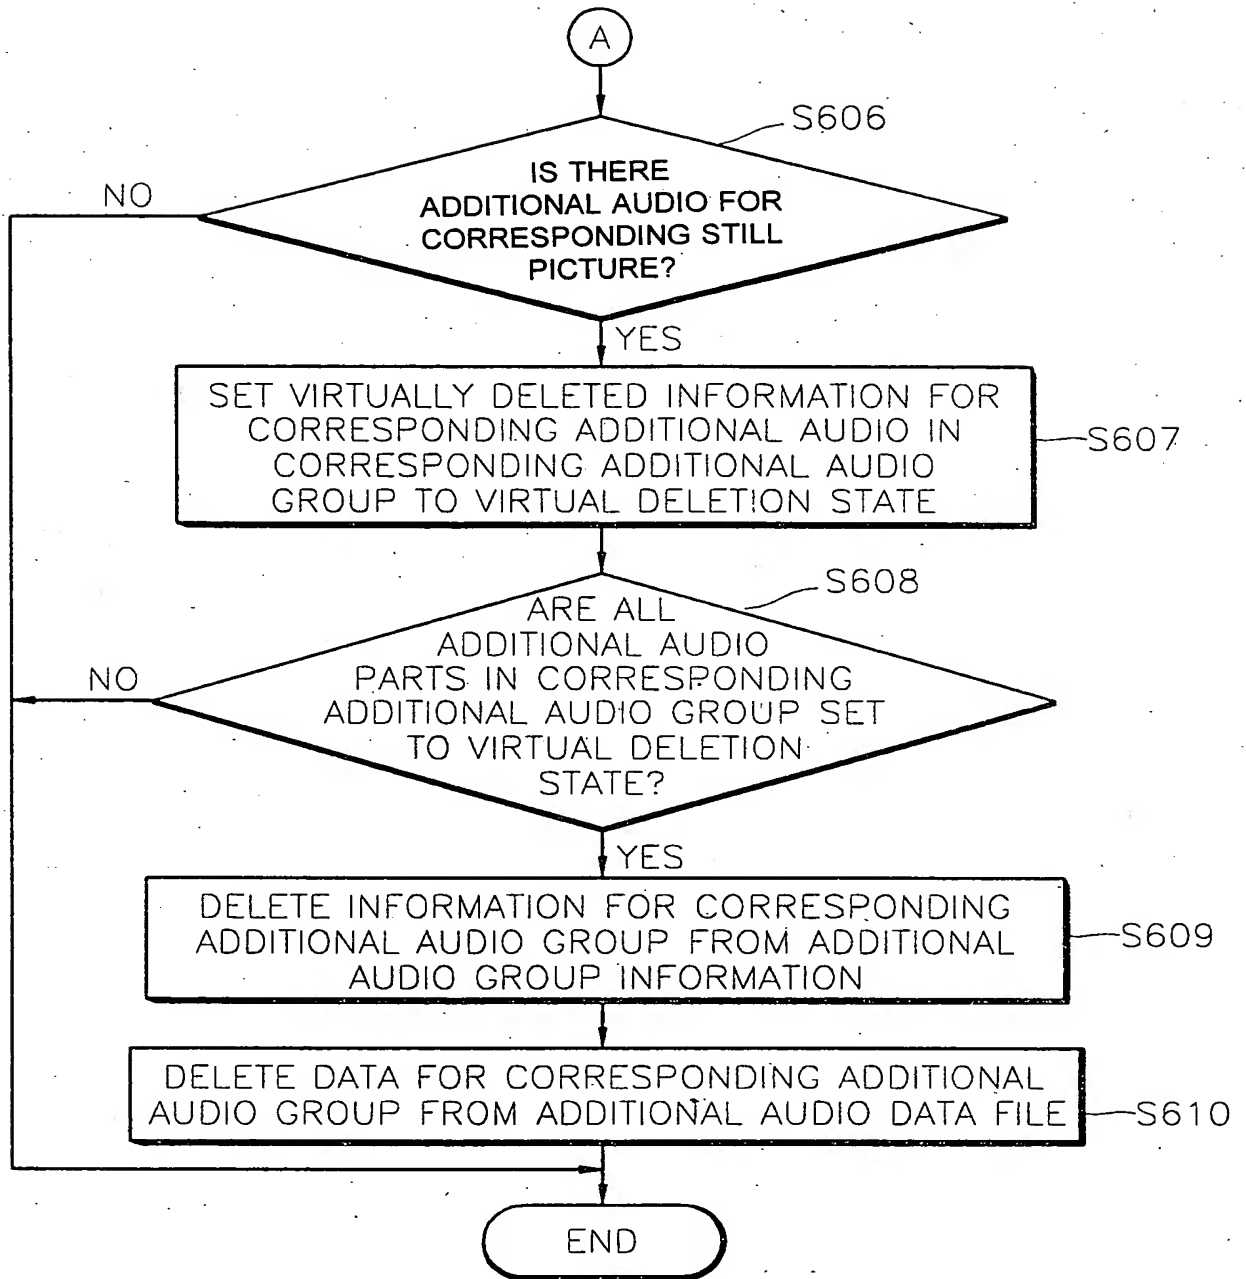 A
S606
IS THERE
ADDITIONAL AUDIO FOR
CORRESPONDING STILL
PICTURE?
NO
YES
SET VIRTUALLY DELETED INFORMATION FOR
CORRESPONDING ADDITIONAL AUDIO IN
CORRESPONDING ADDITIONAL AUDIO
GROUP TO VIRTUAL DELETION STATE
S607
S608
ARE ALL
ADDITIONAL AUDIO
PARTS IN CORRESPONDING
ADDITIONAL AUDIO GROUP SET
TO VIRTUAL DELETION
STATE?
NO
YES
DELETE INFORMATION FOR CORRESPONDING
ADDITIONAL AUDIO GROUP FROM ADDITIONAL
AUDIO GROUP INFORMATION
S609
DELETE DATA FOR CORRESPONDING ADDITIONAL
AUDIO GROUP FROM ADDITIONAL AUDIO DATA FILE
S610
END